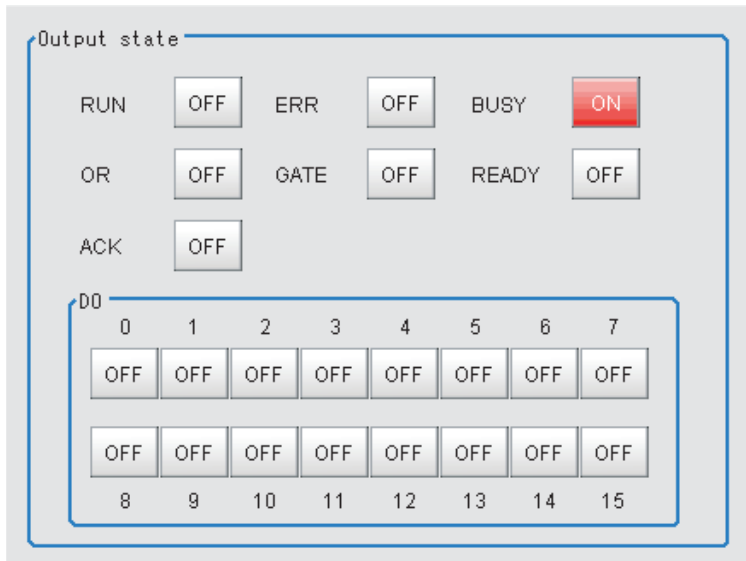 Output state
RUN OFF ERR OFF BUSY ON
OR OFF GATE OFF READY OFF
ACK OFF
DO
0 1 2 3 4 5 6 7
OFF OFF OFF OFF OFF OFF OFF OFF
OFF OFF OFF OFF OFF OFF OFF OFF
8 9 10 11 12 13 14 15